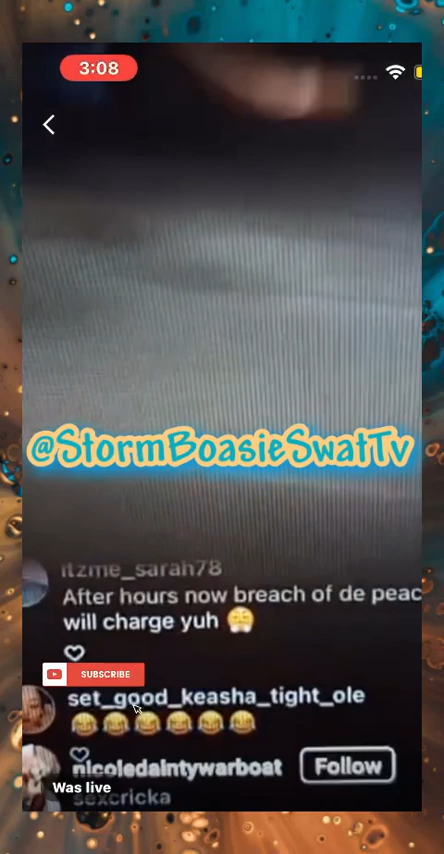 3:08
@StormBoasieSwatTv
itzme_sarah78
After hours now breach of de peac
will charge yuh
SUBSCRIBE
set_good_keasha_tight_ole
nicoledaintywarboat
Follow
Was live
sexcricka